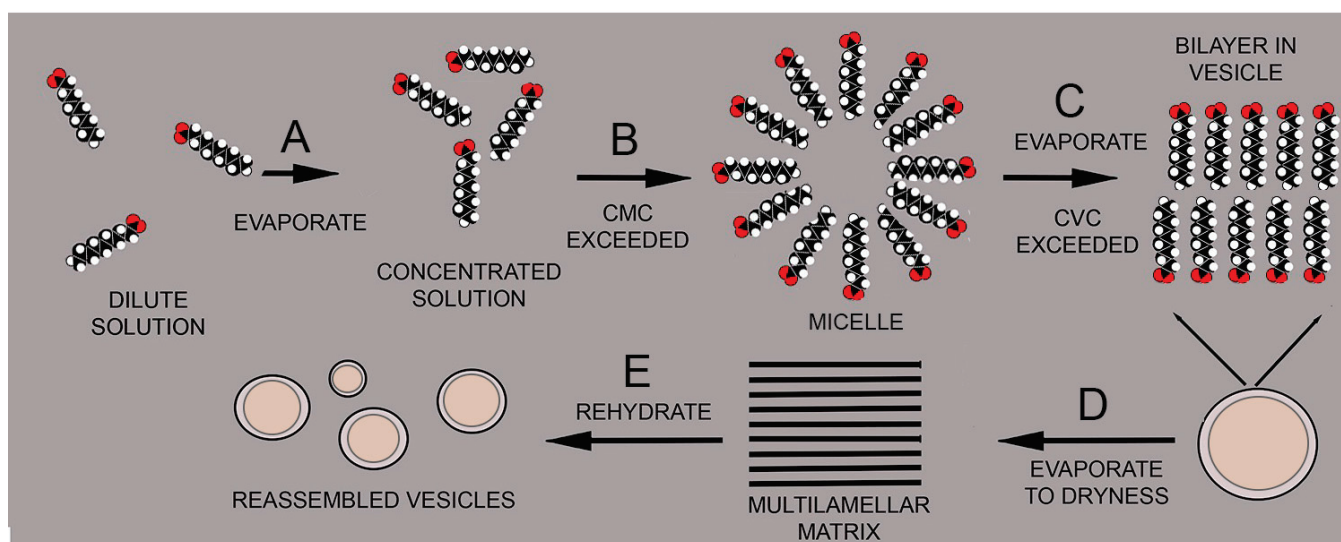 A
EVAPORATE
DILUTE
SOLUTION
CONCENTRATED
SOLUTION
B
CMC
EXCEEDED
MICELLE
C
EVAPORATE
CVC
EXCEEDED
BILAYER IN
VESICLE
D
EVAPORATE
TO DRYNESS
MULTILAMELLAR
MATRIX
E
REHYDRATE
REASSEMBLED VESICLES